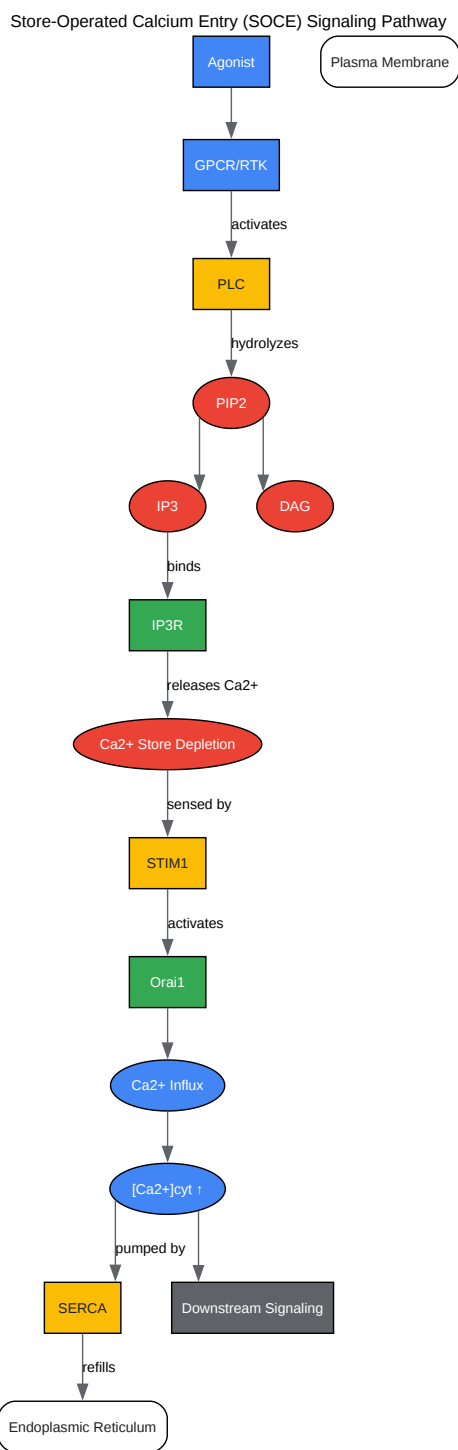 Store-Operated Calcium Entry (SOCE) Signaling Pathway
Agonist
Plasma Membrane
GPCR/RTK
activates
PLC
hydrolyzes
PIP2
IP3
DAG
binds
IP3R
releases Ca2+
Ca2+ Store Depletion
sensed by
STIM1
activates
Orai1
Ca2+ Influx
[Ca2+]cyt ↑
pumped by
SERCA
Downstream Signaling
refills
Endoplasmic Reticulum